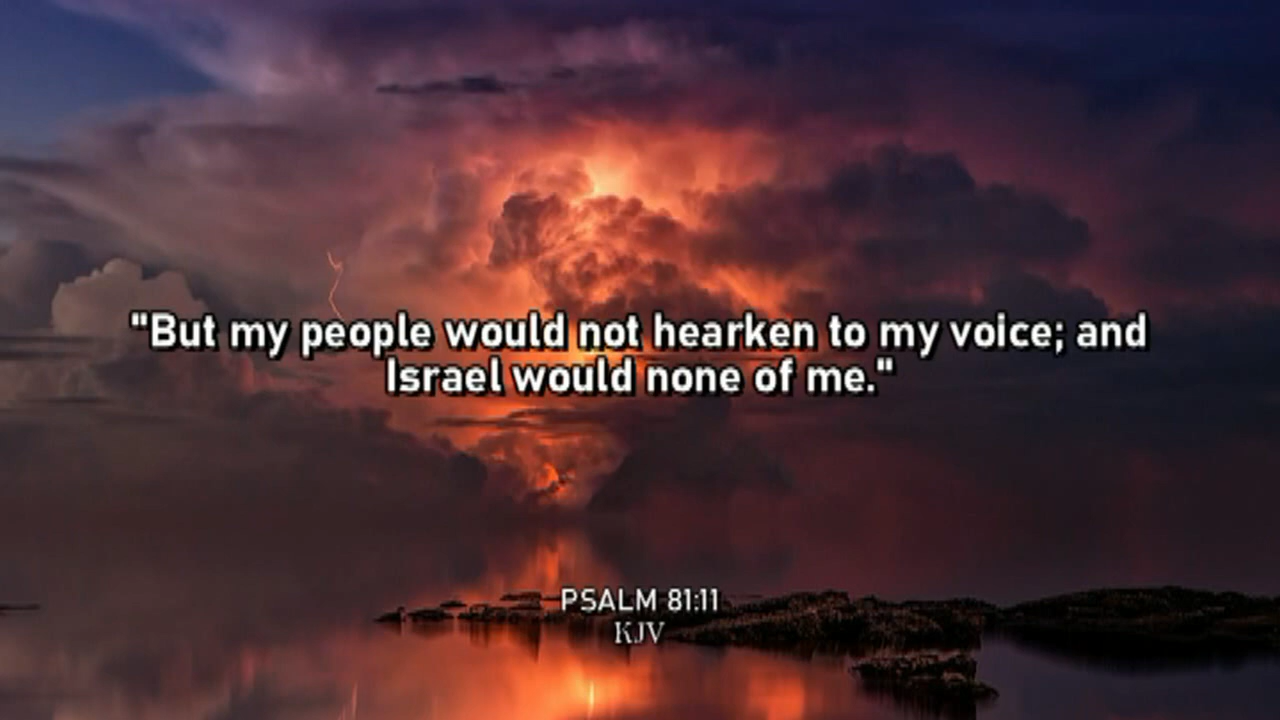 "But my people would not hearken to my voice; and
Israel would none of me."
PSALM 81:11
KJV